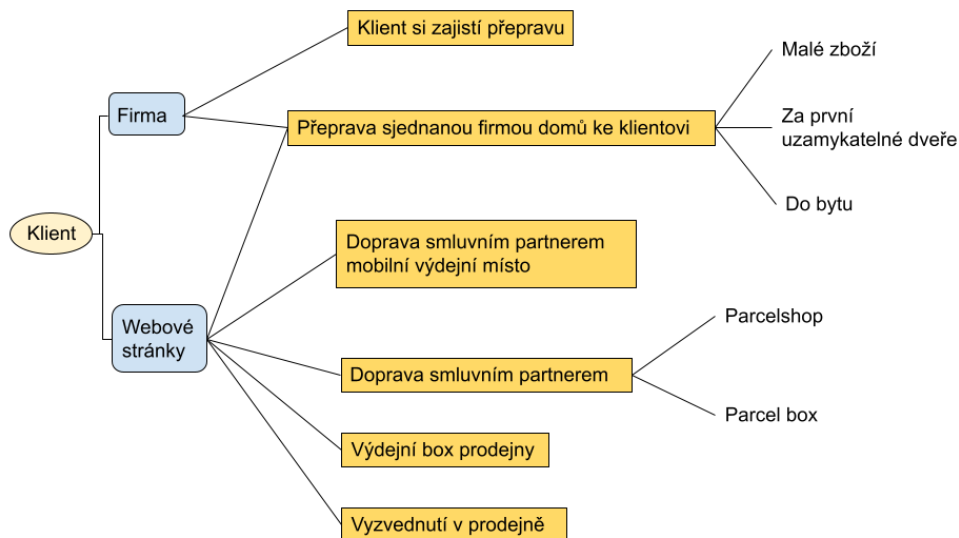 Klient si zajistí přepravu
Malé zboží
Firma
Přeprava sjednanou firmou domů ke klientovi
Za první
uzamykatelné dveře
Do bytu
Klient
Doprava smluvním partnerem
mobilní výdejní místo
Webové
stránky
Parcelshop
Doprava smluvním partnerem
Parcel box
Výdejní box prodejny
Vyzvednutí v prodejně